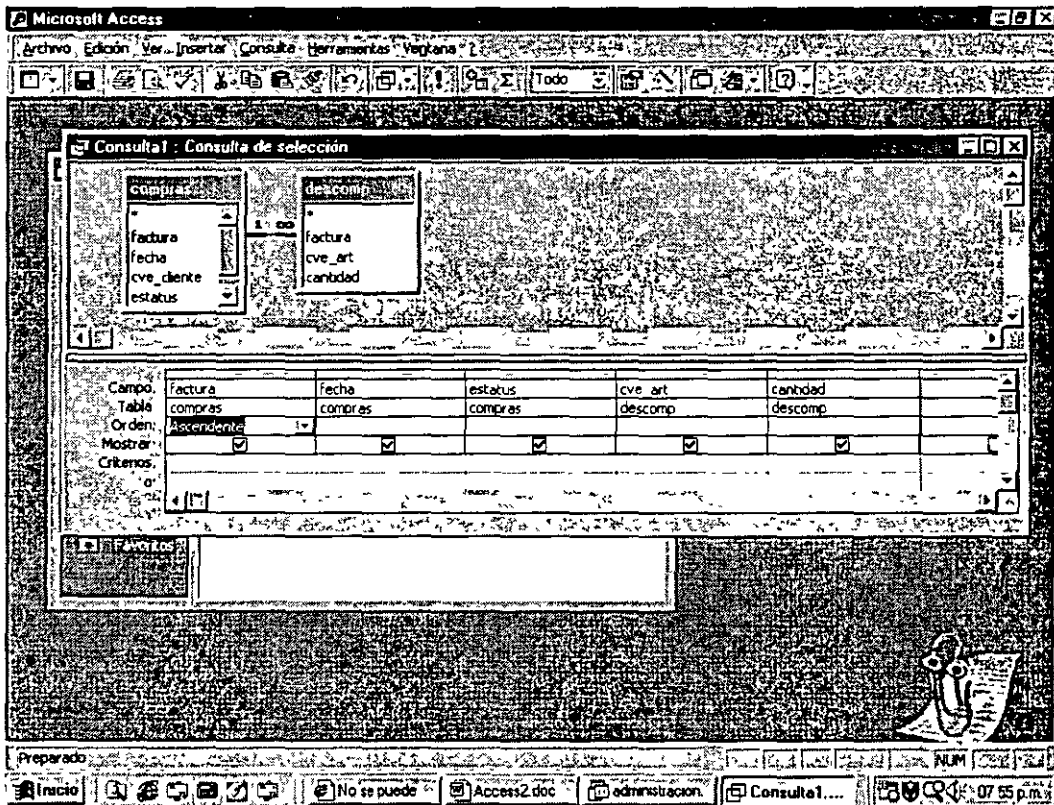 Microsoft Access
Archivo Edición Ver Insertar Consulta Herramientas Ventana ?
Todo
Consulta1 : Consulta de selección
compras
descomp
*
factura
fecha
cve_cliente
estatus
1 ∞
*
factura
cve_art
cantidad
Campo: factura fecha estatus cve_art cantidad
Tabla: compras compras compras descomp descomp
Orden: Ascendente
Mostrar:
Criterios:
o:
Favoritos
Preparado
NUM
Inicio
No se puede
Access2.doc
administracion.
Consulta1....
07 55 p.m.